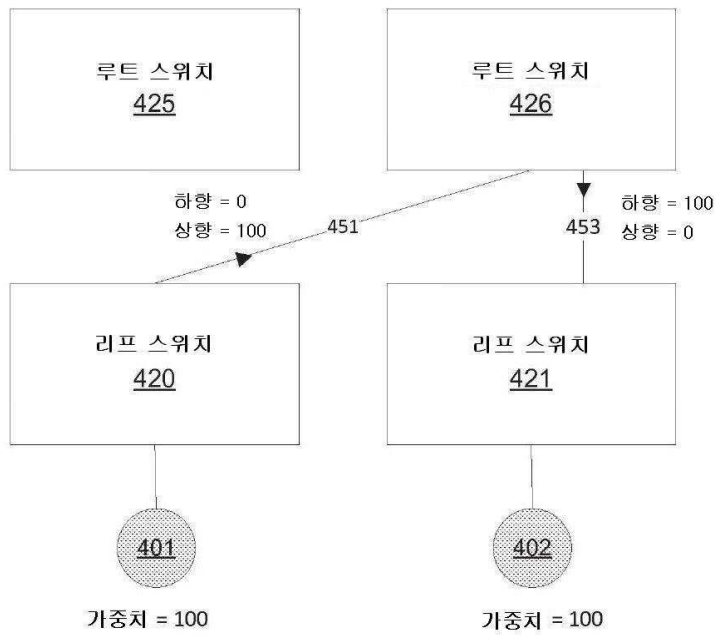 루트 스위치
425
루트 스위치
426
하향 = 0
상향 = 100
451
453
하향 = 100
상향 = 0
리프 스위치
420
리프 스위치
421
401
402
가중치 = 100
가중치 = 100